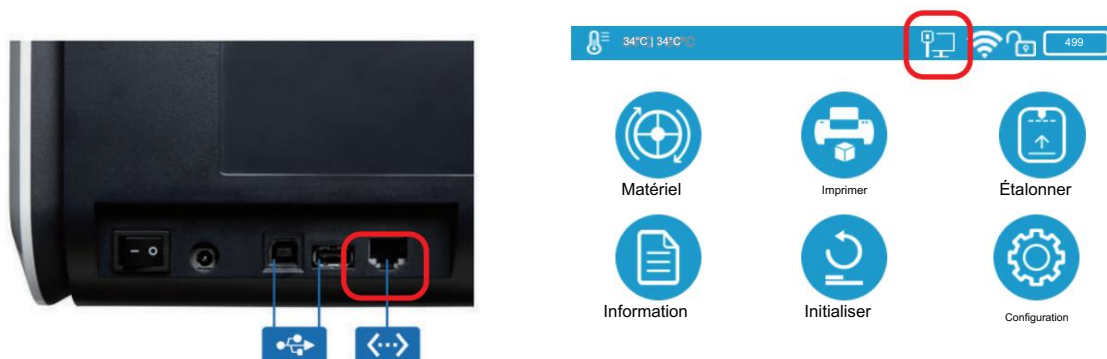 34°C | 34°C
499
Matériel
Imprimer
Étalonner
Information
Initialiser
Configuration